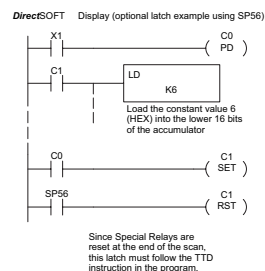 DirectSOFT Display (optional latch example using SP56)
X1
C0
PD
C1
LD
K6
Load the constant value 6
(HEX) into the lower 16 bits
of the accumulator
C0
C1
SET
SP56
C1
RST
Since Special Relays are
reset at the end of the scan,
this latch must follow the TTD
instruction in the program.